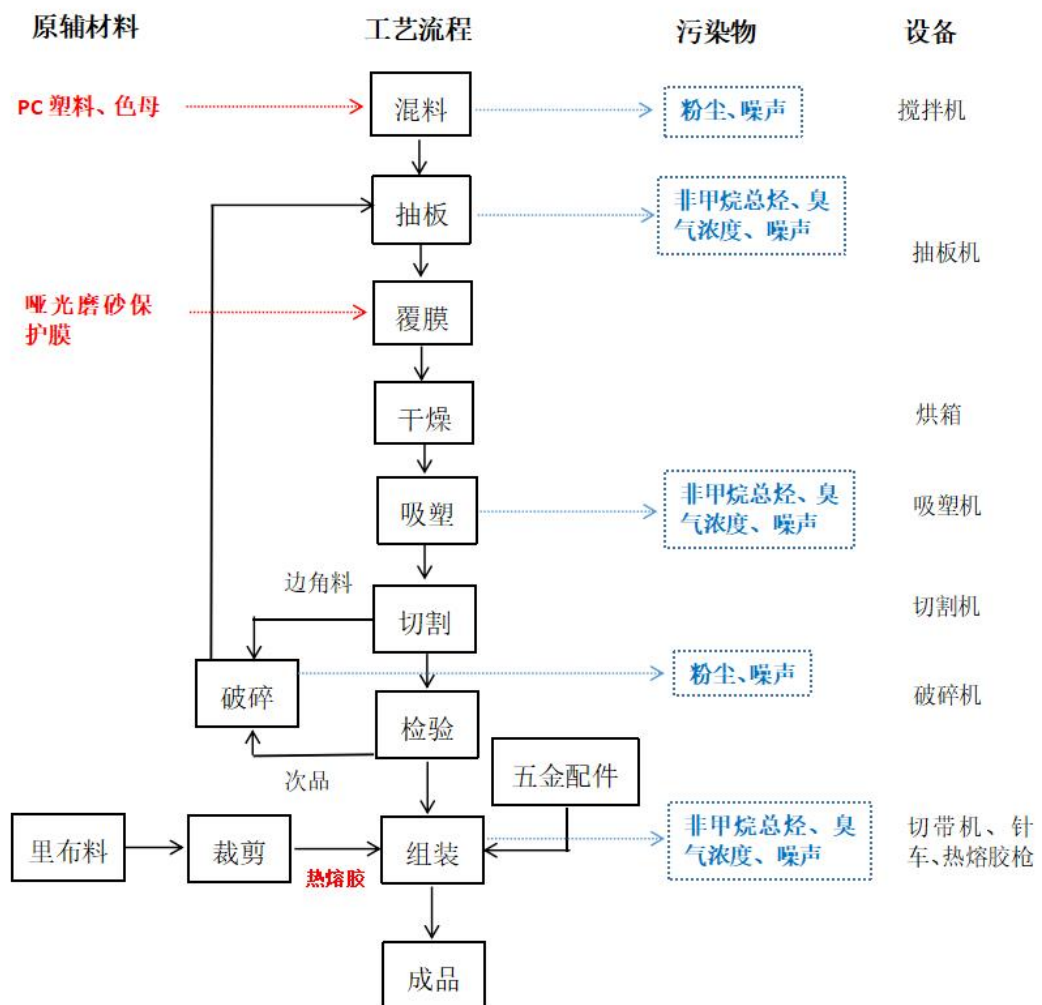 原辅材料 工艺流程 污染物 设备
PC 塑料、色母 混料 粉尘、噪声 搅拌机
抽板 非甲烷总烃、臭
气浓度、噪声
抽板机
哑光磨砂保
护膜
覆膜
干燥 烘箱
吸塑 非甲烷总烃、臭
气浓度、噪声
吸塑机
边角料
切割 切割机
破碎 粉尘、噪声 破碎机
检验
次品
五金配件
里布料 裁剪 热熔胶 组装 非甲烷总烃、臭
气浓度、噪声
切带机、针
车、热熔胶枪
成品